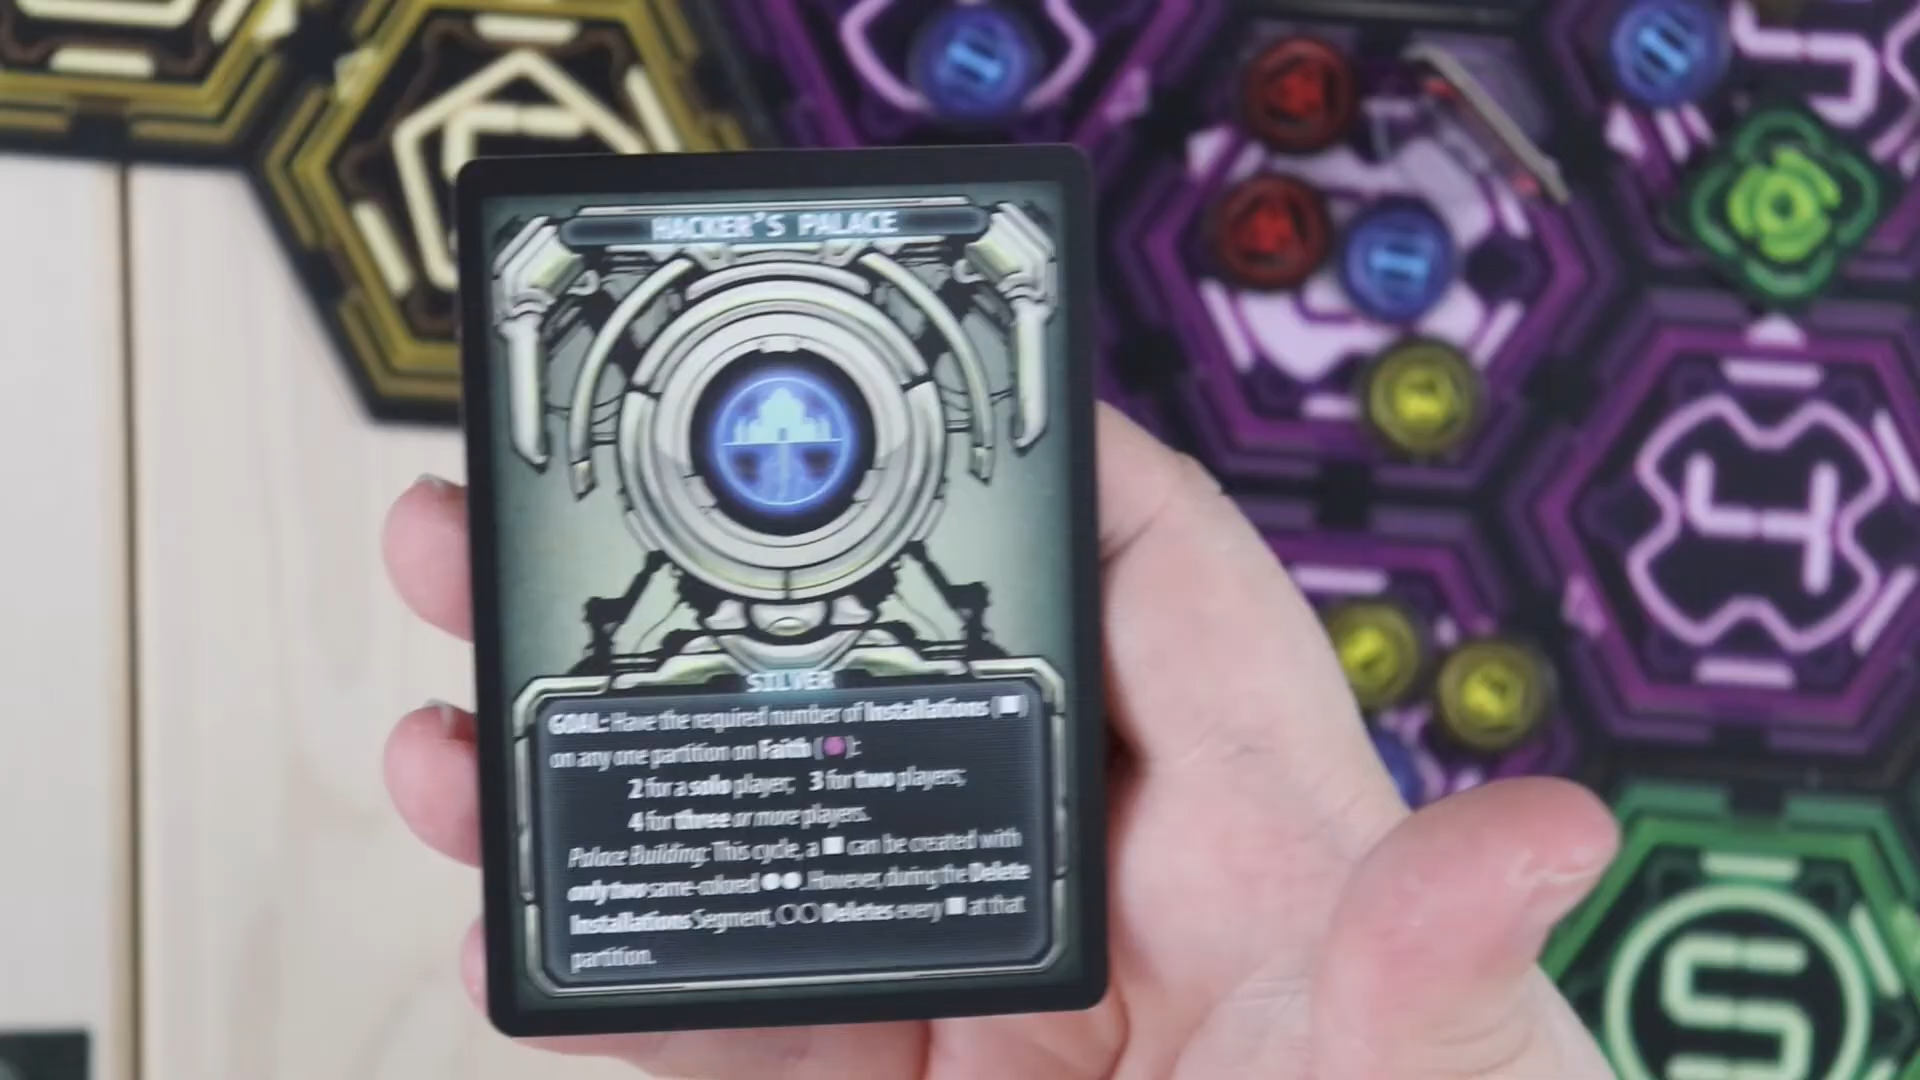 HACKER'S PALACE
SILVER
GOAL: Have the required number of Installations (■)
on any one partition on Faith (●):
2 for a solo player; 3 for two players;
4 for three or more players.
Palace Building: This cycle, a ■ can be created with
only two same-colored ●●. However, during the Delete
Installations Segment, ○○ Deletes every ■ at that
partition.
4
5